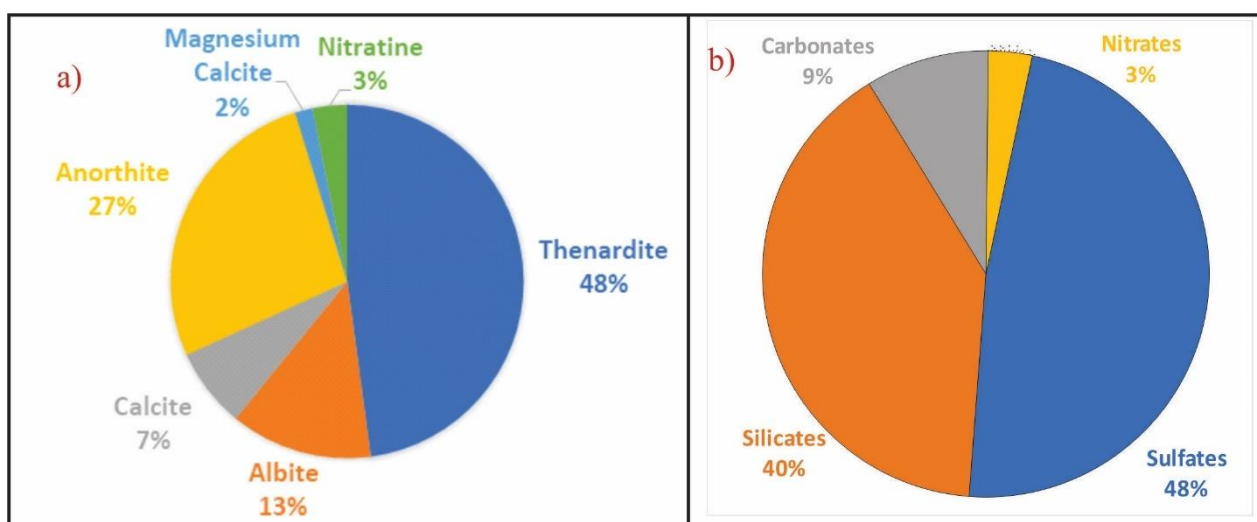 a)
Magnesium
Calcite
2%
Nitratine
3%
Anorthite
27%
Thenardite
48%
Calcite
7%
Albite
13%
b)
Carbonates
9%
Nitrates
3%
Silicates
40%
Sulfates
48%